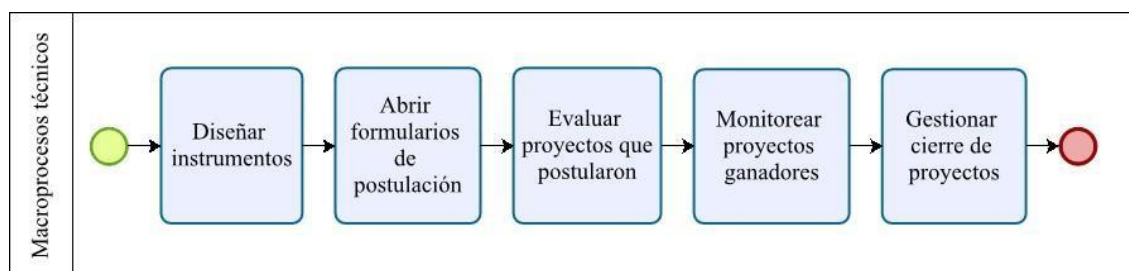 Macroprocesos técnicos
Diseñar
instrumentos
Abrir
formularios
de
postulación
Evaluar
proyectos que
postularon
Monitorear
proyectos
ganadores
Gestionar
cierre de
proyectos